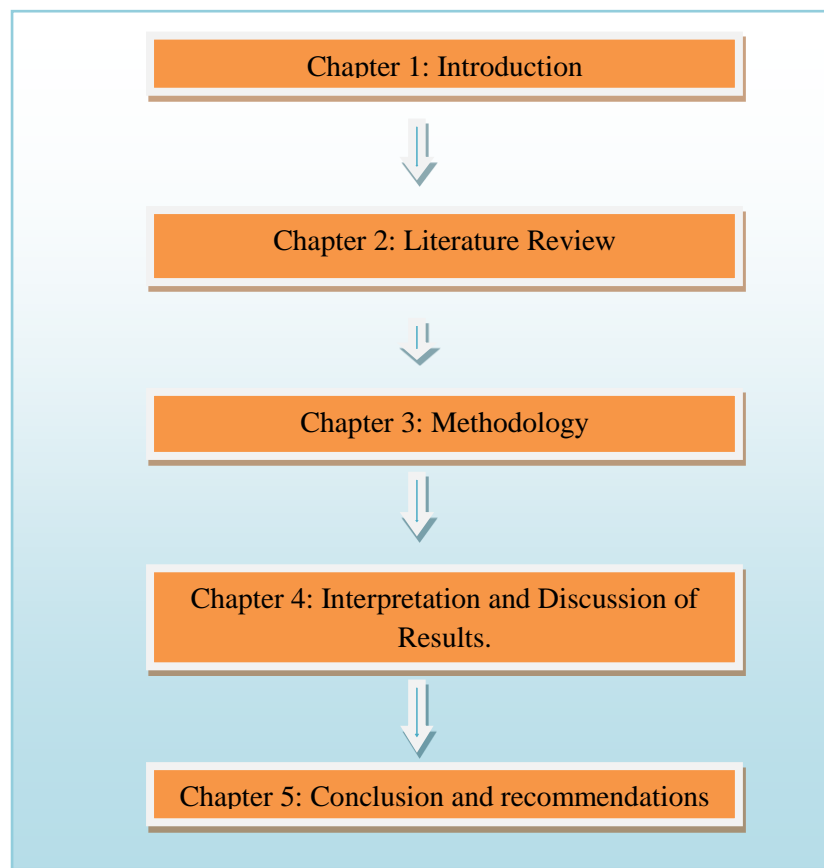 Chapter 1: Introduction
Chapter 2: Literature Review
Chapter 3: Methodology
Chapter 4: Interpretation and Discussion of
Results.
Chapter 5: Conclusion and recommendations